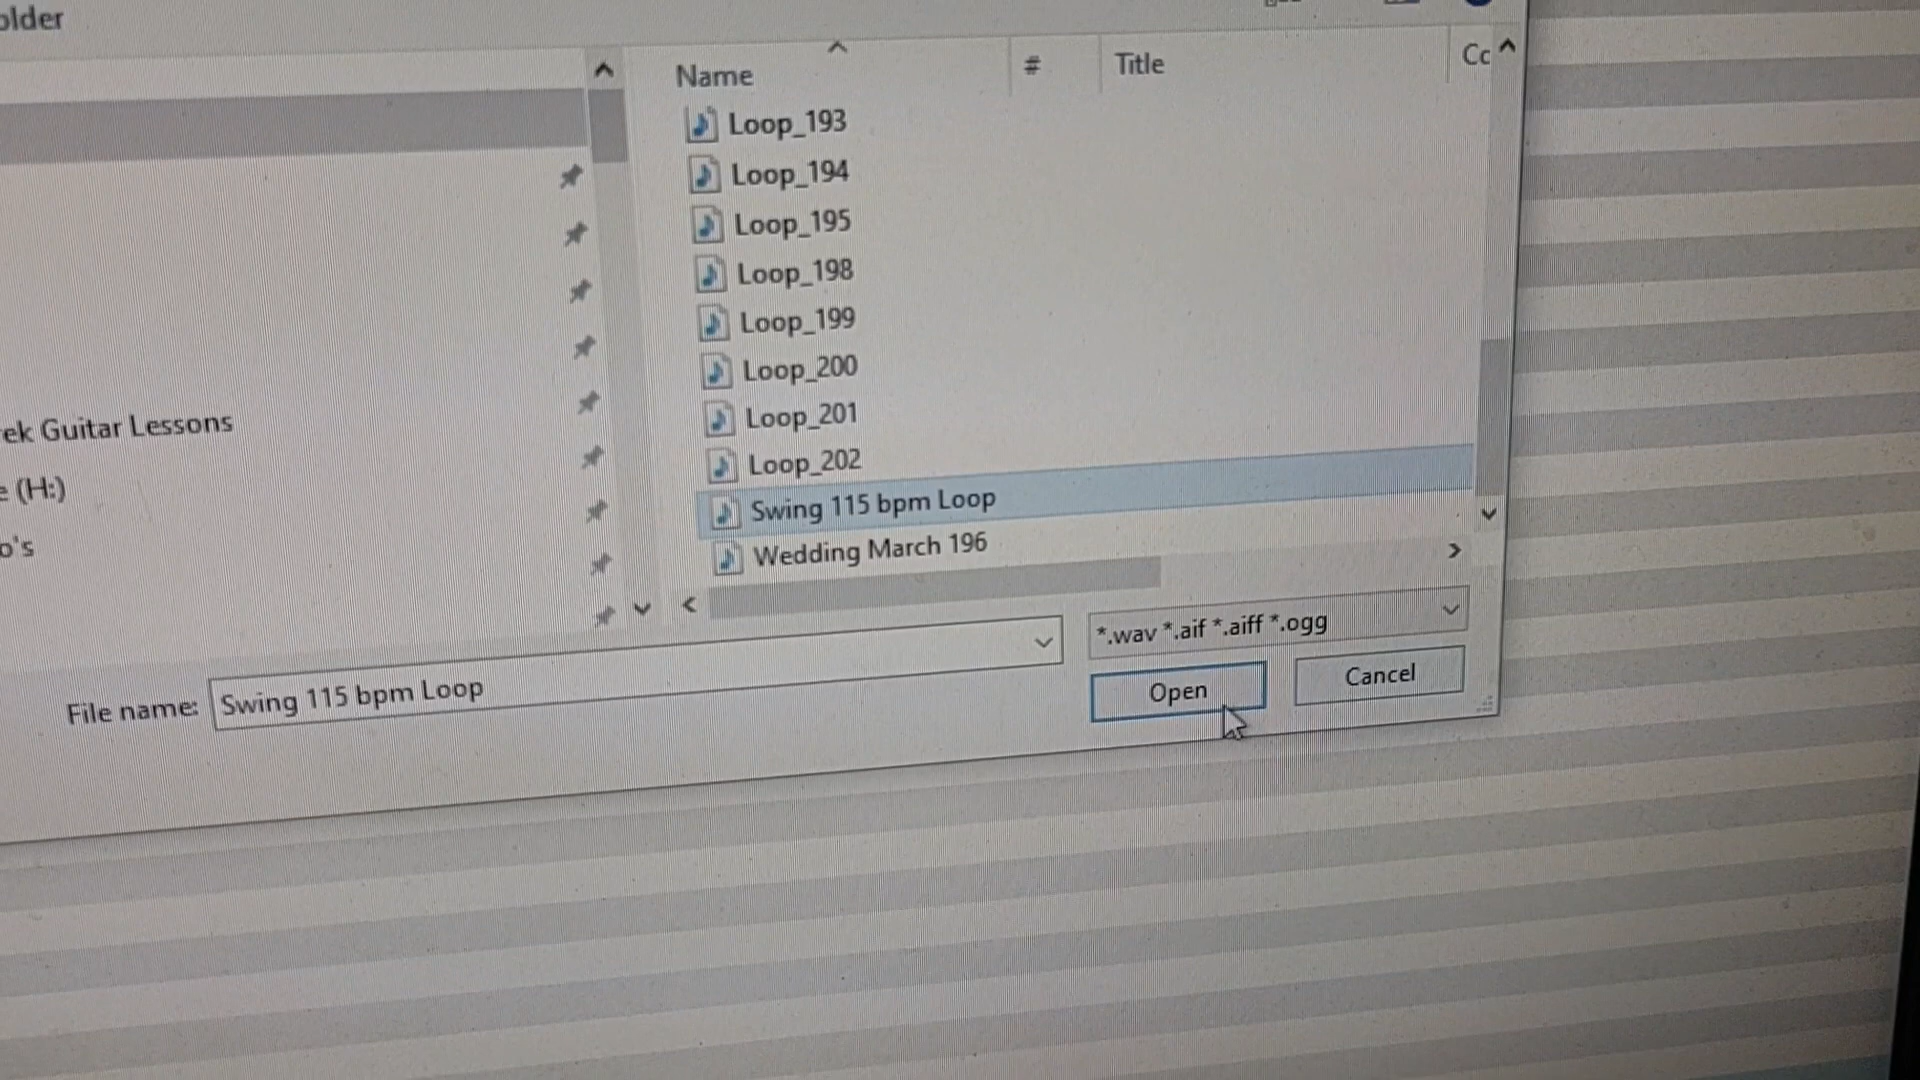 older
Name # Title Cc
Loop_193
Loop_194
Loop_195
Loop_198
Loop_199
Loop_200
Loop_201
Loop_202
Swing 115 bpm Loop
Wedding March 196
ek Guitar Lessons
e (H:)
o's
*.wav *.aif *.aiff *.ogg
File name: Swing 115 bpm Loop
Open Cancel